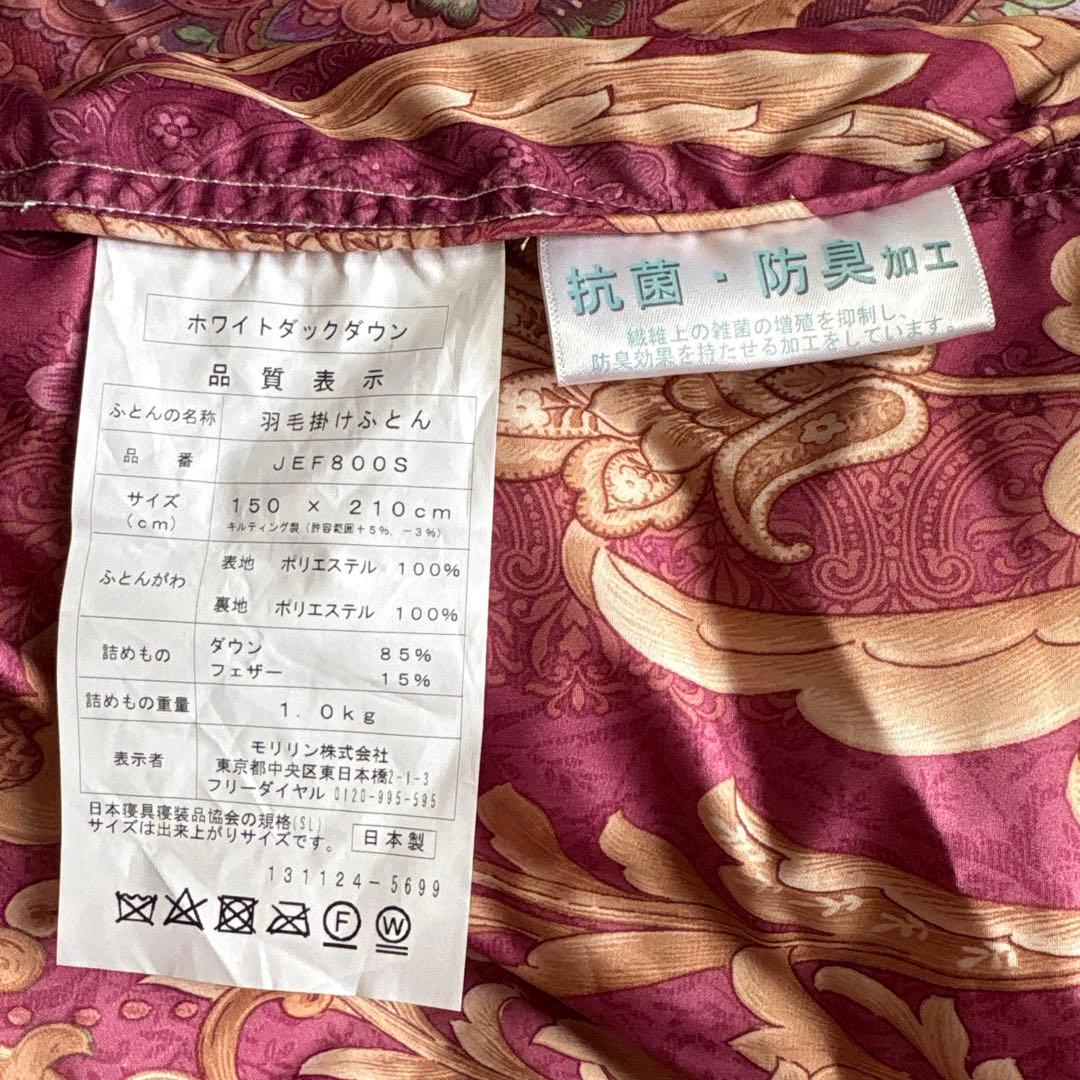 ホワイトダックダウン
品質表示
ふとんの名称 羽毛掛けふとん
品番 JEF800S
サイズ(cm) 150 × 210cm
キルティング製(許容範囲+5%、-3%)
ふとんがわ 表地 ポリエステル 100%
裏地 ポリエステル 100%
詰めもの ダウン 85%
フェザー 15%
詰めもの重量 1.0kg
表示者 モリリン株式会社
東京都中央区東日本橋2-1-3
フリーダイヤル 0120-995-595
日本寝具寝装品協会の規格(SL)
サイズは出来上がりサイズです。 日本製
131124-5699
F W
抗菌・防臭加工
繊維上の雑菌の増殖を抑制し、
防臭効果を持たせる加工をしています。